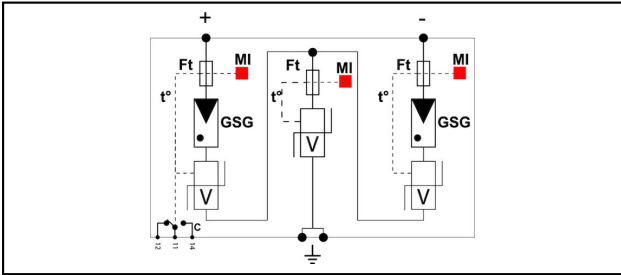 + -
Ft MI Ft MI Ft MI
t° t° t°
GSG GSG
V V V
C
12 11 14